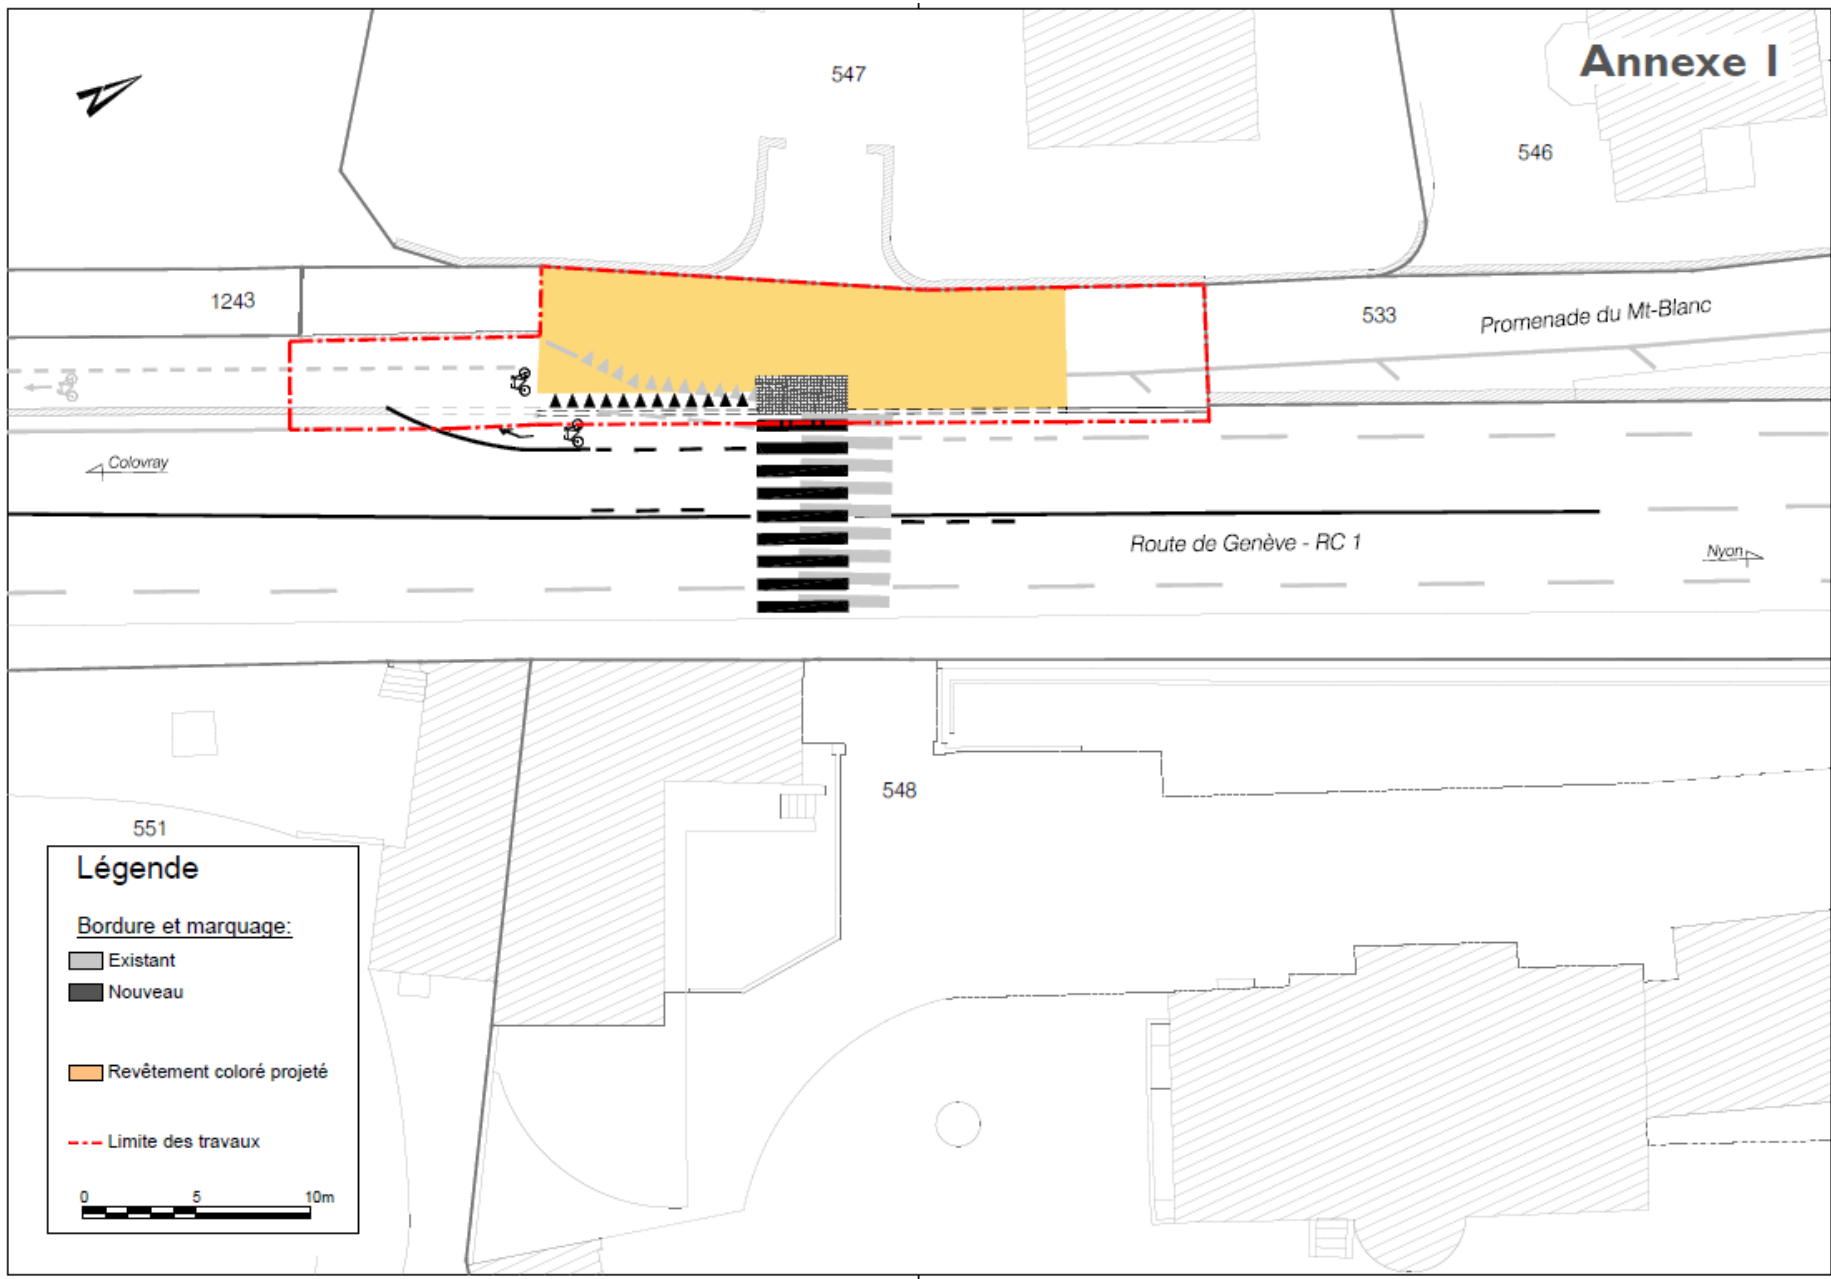 Annexe I
547
546
1243
533
Promenade du Mt-Blanc
Colovray
Route de Genève - RC 1
Nyon
548
551
Légende
Bordure et marquage:
Existant
Nouveau
Revêtement coloré projeté
Limite des travaux
0 5 10m